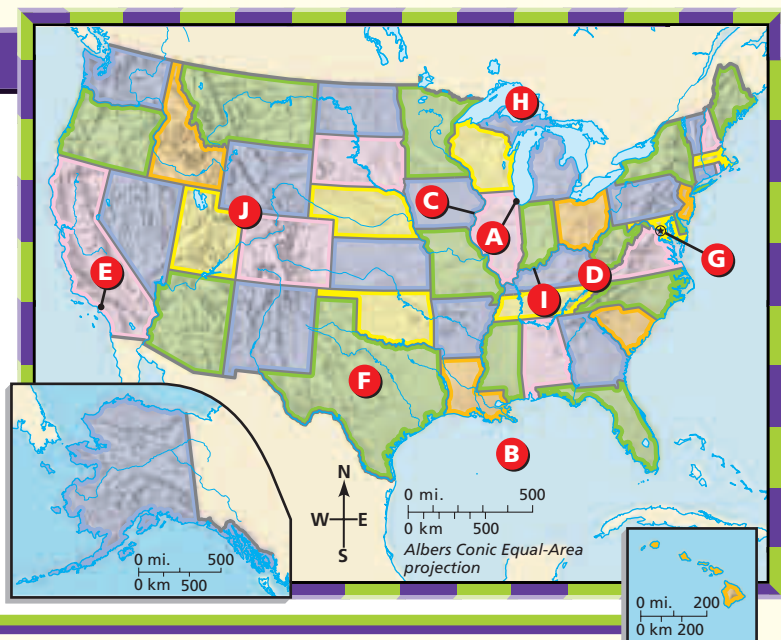 H
J
C
A
E
D
G
I
F
B
N
W E
S
0 mi. 500
0 km 500
Albers Conic Equal-Area
projection
0 mi. 500
0 km 500
0 mi. 200
0 km 200